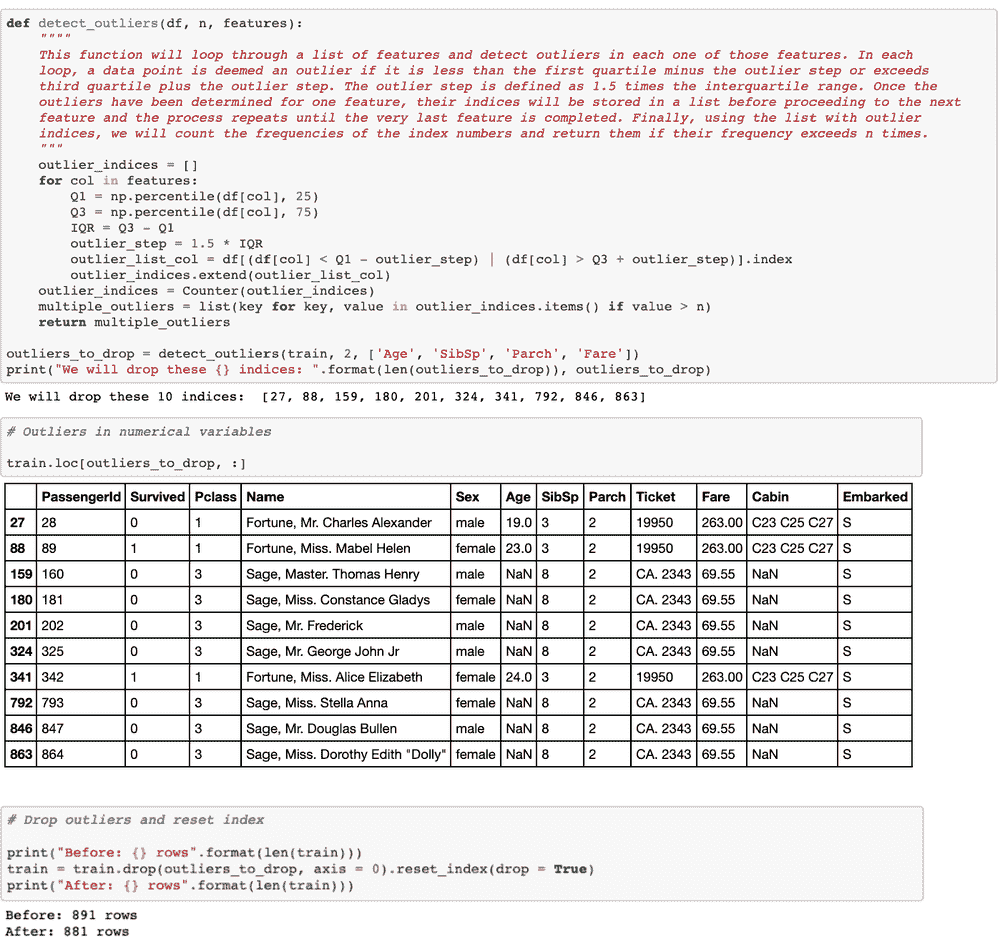 def detect_outliers(df, n, features):
    """"
    This function will loop through a list of features and detect outliers in each one of those features. In each
    loop, a data point is deemed an outlier if it is less than the first quartile minus the outlier step or exceeds
    third quartile plus the outlier step. The outlier step is defined as 1.5 times the interquartile range. Once the
    outliers have been determined for one feature, their indices will be stored in a list before proceeding to the next
    feature and the process repeats until the very last feature is completed. Finally, using the list with outlier
    indices, we will count the frequencies of the index numbers and return them if their frequency exceeds n times.
    """
    outlier_indices = []
    for col in features:
        Q1 = np.percentile(df[col], 25)
        Q3 = np.percentile(df[col], 75)
        IQR = Q3 - Q1
        outlier_step = 1.5 * IQR
        outlier_list_col = df[(df[col] < Q1 - outlier_step) | (df[col] > Q3 + outlier_step)].index
        outlier_indices.extend(outlier_list_col)
    outlier_indices = Counter(outlier_indices)
    multiple_outliers = list(key for key, value in outlier_indices.items() if value > n)
    return multiple_outliers
outliers_to_drop = detect_outliers(train, 2, ['Age', 'SibSp', 'Parch', 'Fare'])
print("We will drop these {} indices: ".format(len(outliers_to_drop)), outliers_to_drop)
We will drop these 10 indices:  [27, 88, 159, 180, 201, 324, 341, 792, 846, 863]
# Outliers in numerical variables
train.loc[outliers_to_drop, :]
PassengerId Survived Pclass Name Sex Age SibSp Parch Ticket Fare Cabin Embarked
27 28 0 1 Fortune, Mr. Charles Alexander male 19.0 3 2 19950 263.00 C23 C25 C27 S
88 89 1 1 Fortune, Miss. Mabel Helen female 23.0 3 2 19950 263.00 C23 C25 C27 S
159 160 0 3 Sage, Master. Thomas Henry male NaN 8 2 CA. 2343 69.55 NaN S
180 181 0 3 Sage, Miss. Constance Gladys female NaN 8 2 CA. 2343 69.55 NaN S
201 202 0 3 Sage, Mr. Frederick male NaN 8 2 CA. 2343 69.55 NaN S
324 325 0 3 Sage, Mr. George John Jr male NaN 8 2 CA. 2343 69.55 NaN S
341 342 1 1 Fortune, Miss. Alice Elizabeth female 24.0 3 2 19950 263.00 C23 C25 C27 S
792 793 0 3 Sage, Miss. Stella Anna female NaN 8 2 CA. 2343 69.55 NaN S
846 847 0 3 Sage, Mr. Douglas Bullen male NaN 8 2 CA. 2343 69.55 NaN S
863 864 0 3 Sage, Miss. Dorothy Edith "Dolly" female NaN 8 2 CA. 2343 69.55 NaN S
# Drop outliers and reset index
print("Before: {} rows".format(len(train)))
train = train.drop(outliers_to_drop, axis = 0).reset_index(drop = True)
print("After: {} rows".format(len(train)))
Before: 891 rows
After: 881 rows